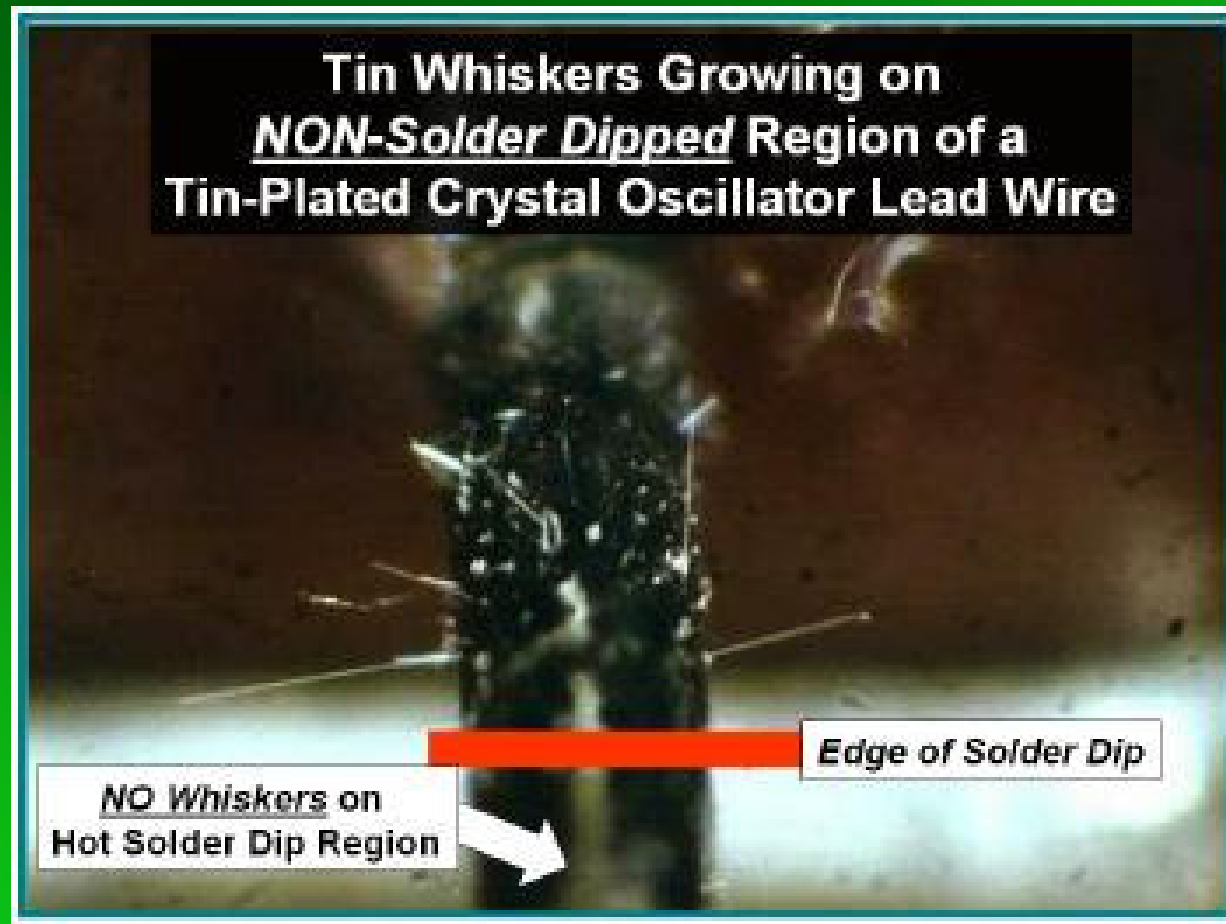 Tin Whiskers Growing on
NON-Solder Dipped Region of a
Tin-Plated Crystal Oscillator Lead Wire
Edge of Solder Dip
NO Whiskers on
Hot Solder Dip Region